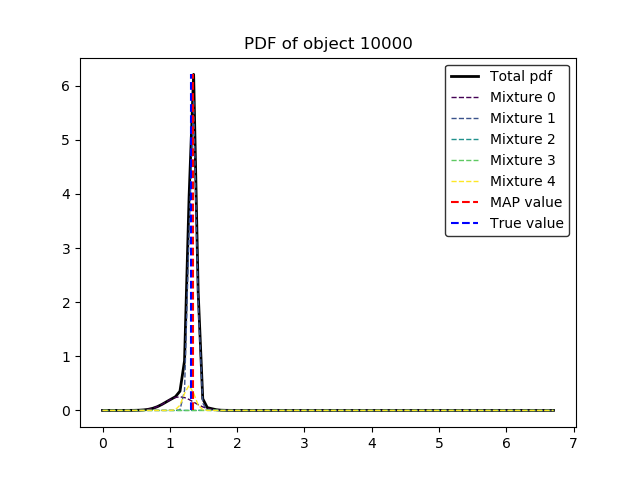 PDF of object 10000
Total pdf
Mixture 0
Mixture 1
Mixture 2
Mixture 3
Mixture 4
MAP value
True value
6
5
4
3
2
1
0
0 1 2 3 4 5 6 7